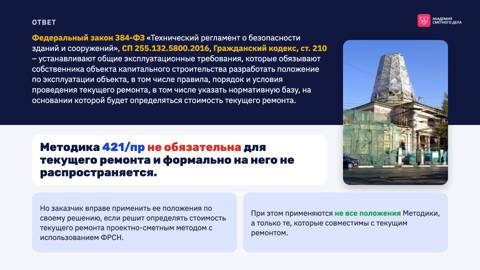 ОТВЕТ
АКАДЕМИЯ
СМЕТНОГО ДЕЛА
Федеральный закон 384-ФЗ «Технический регламент о безопасности
зданий и сооружений», СП 255.132.5800.2016, Гражданский кодекс, ст. 210
– устанавливают общие эксплуатационные требования, которые обязывают
собственника объекта капитального строительства разработать положение
по эксплуатации объекта, в том числе правила, порядок и условия
проведения текущего ремонта, в том числе указать нормативную базу, на
основании которой будет определяться стоимость текущего ремонта.
Методика 421/пр не обязательна для
текущего ремонта и формально на него не
распространяется.
Но заказчик вправе применить ее положения по
своему решению, если решит определять стоимость
текущего ремонта проектно-сметным методом с
использованием ФРСН.
При этом применяются не все положения Методики,
а только те, которые совместимы с текущим
ремонтом.